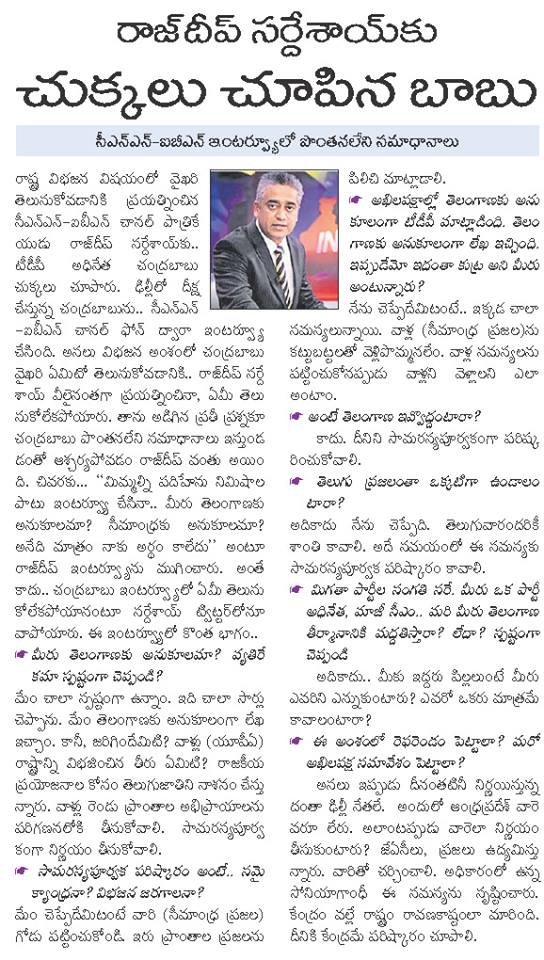 రాజ్‌దీప్ సర్దేశాయ్‌కు
చుక్కలు చూపిన బాబు
సీఎన్ఎన్-ఐబీఎన్ ఇంటర్వ్యూలో పొంతనలేని సమాధానాలు
రాష్ట్ర విభజన విషయంలో వైఖరి
తెలుసుకోవడానికి ప్రయత్నించిన
సీఎన్ఎన్-ఐబీఎన్ చానల్ పాత్రికే
యుడు రాజ్‌దీప్ సర్దేశాయ్‌కు..
టీడీపీ అధినేత చంద్రబాబు
చుక్కలు చూపారు. ఢిల్లీలో దీక్ష
చేస్తున్న చంద్రబాబును.. సీఎన్ఎన్
-ఐబీఎన్ చానల్ ఫోన్ ద్వారా ఇంటర్వ్యూ
చేసింది. అసలు విభజన అంశంలో చంద్రబాబు
వైఖరి ఏమిటో తెలుసుకోవడానికి.. రాజ్‌దీప్ సర్దే
శాయ్ వీలైనంతగా ప్రయత్నించినా, ఏమీ తెలు
సుకోలేకపోయారు. తాను అడిగిన ప్రతీ ప్రశ్నకూ
చంద్రబాబు పొంతనలేని సమాధానాలు ఇస్తుండ
డంతో ఆశ్చర్యపోవడం రాజ్‌దీప్ వంతు అయిం
ది. చివరకు... ‘‘మిమ్మల్ని పదిహేను నిమిషాల
పాటు ఇంటర్వ్యూ చేసినా.. మీరు తెలంగాణకు
అనుకూలమా? సీమాంధ్రకు అనుకూలమా?
అనేది మాత్రం నాకు అర్థం కాలేదు’’ అంటూ
రాజ్‌దీప్ ఇంటర్వ్యూను ముగించారు. అంతే
కాదు.. చంద్రబాబు ఇంటర్వ్యూలో ఏమీ తెలుసు
కోలేకపోయానంటూ సర్దేశాయ్ ట్విట్టర్‌లోనూ
వాపోయారు. ఈ ఇంటర్వ్యూలో కొంత భాగం..
మీరు తెలంగాణకు అనుకూలమా? వ్యతిరే
కమా స్పష్టంగా చెప్పండి?
మేం చాలా స్పష్టంగా ఉన్నాం. ఇది చాలా సార్లు
చెప్పాను. మేం తెలంగాణకు అనుకూలంగా లేఖ
ఇచ్చాం. కానీ, జరిగిందేమిటి? వాళ్లు (యూపీఏ)
రాష్ట్రాన్ని విభజించిన తీరు ఏమిటి? రాజకీయ
ప్రయోజనాల కోసం తెలుగుజాతిని నాశనం చేస్తు
న్నారు. వాళ్లు రెండు ప్రాంతాల అభిప్రాయాలను
పరిగణనలోకి తీసుకోవాలి. సామరస్యపూర్వ
కంగా నిర్ణయం తీసుకోవాలి.
సామరస్యపూర్వక పరిష్కారం అంటే.. సమై
క్యాంధ్రనా? విభజన జరగాలనా?
మేం చెప్పేదేమిటంటే వారి (సీమాంధ్ర ప్రజల)
గోడు పట్టించుకోండి. ఇరు ప్రాంతాల ప్రజలను
పిలిచి మాట్లాడాలి.
అఖిలపక్షాల్లో తెలంగాణకు అను
కూలంగా టీడీపీ మాట్లాడింది. తెలం
గాణకు అనుకూలంగా లేఖ ఇచ్చింది.
ఇప్పుడేమో ఇదంతా కుట్ర అని మీరు
అంటున్నారు?
నేను చెప్పేదేమిటంటే.. ఇక్కడ చాలా
సమస్యలున్నాయి. వాళ్ల (సీమాంధ్ర ప్రజల)ను
కట్టుబట్టలతో వెళ్లిపొమ్మనలేం. వాళ్ల సమస్యలను
పట్టించుకోనప్పుడు వాళ్లని వెళ్లాలని ఎలా
అంటాం.
అంటే తెలంగాణ ఇవ్వొద్దంటారా?
కాదు. దీనిని సామరస్యపూర్వకంగా పరిష్క
రించుకోవాలి.
తెలుగు ప్రజలంతా ఒక్కటిగా ఉండాలం
టారా?
అదికాదు నేను చెప్పేది. తెలుగువారందరికీ
శాంతి కావాలి. అదే సమయంలో ఈ సమస్యకు
సామరస్యపూర్వక పరిష్కారం కావాలి.
మిగతా పార్టీల సంగతి సరే. మీరు ఒక పార్టీ
అధినేత, మాజీ సీఎం.. మరి మీరు తెలంగాణ
తీర్మానానికి మద్దతిస్తారా? లేదా? స్పష్టంగా
చెప్పండి
అదికాదు.. మీకు ఇద్దరు పిల్లలుంటే మీరు
ఎవరిని ఎన్నుకుంటారు? ఎవరో ఒకరు మాత్రమే
కావాలంటారా?
ఈ అంశంలో రెఫరెండం పెట్టాలా? మరో
అఖిలపక్ష సమావేశం పెట్టాలా?
అసలు ఇప్పుడు దీనంతటినీ నిర్ణయిస్తున్న
దంతా ఢిల్లీ నేతలే. అందులో ఆంధ్రప్రదేశ్ వారె
వరూ లేరు. అలాంటప్పుడు వారెలా నిర్ణయం
తీసుకుంటారు? జేఏసీలు, ప్రజలు ఉద్యమిస్తు
న్నారు. వారితో చర్చించాలి. అధికారంలో ఉన్న
సోనియాగాంధీ ఈ సమస్యను సృష్టించారు.
కేంద్రం వల్లే రాష్ట్రం రావణకాష్టంలా మారింది.
దీనికి కేంద్రమే పరిష్కారం చూపాలి.